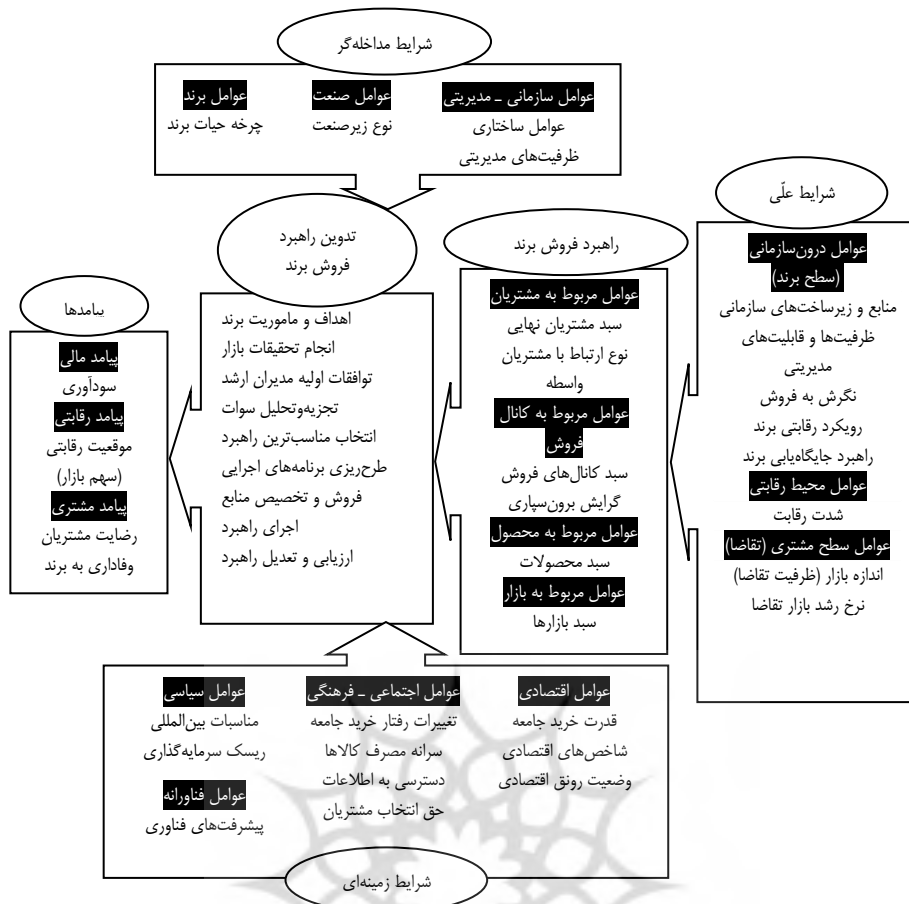 شرایط مداخله‌گر
عوامل سازمانی ـ مدیریتی
عوامل ساختاری
ظرفیت‌های مدیریتی
عوامل صنعت
نوع زیرصنعت
عوامل برند
چرخه حیات برند
شرایط علّی
عوامل درون‌سازمانی
(سطح برند)
منابع و زیرساخت‌های سازمانی
ظرفیت‌ها و قابلیت‌های
مدیریتی
نگرش به فروش
رویکرد رقابتی برند
راهبرد جایگاه‌یابی برند
عوامل محیط رقابتی
شدت رقابت
عوامل سطح مشتری (تقاضا)
اندازه بازار (ظرفیت تقاضا)
نرخ رشد بازار تقاضا
راهبرد فروش برند
عوامل مربوط به مشتریان
سبد مشتریان نهایی
نوع ارتباط با مشتریان
واسطه
عوامل مربوط به کانال
فروش
سبد کانال‌های فروش
گرایش برون‌سپاری
عوامل مربوط به محصول
سبد محصولات
عوامل مربوط به بازار
سبد بازارها
تدوین راهبرد
فروش برند
اهداف و ماموریت برند
انجام تحقیقات بازار
توافقات اولیه مدیران ارشد
تجزیه‌وتحلیل سوات
انتخاب مناسب‌ترین راهبرد
طرح‌ریزی برنامه‌های اجرایی
فروش و تخصیص منابع
اجرای راهبرد
ارزیابی و تعدیل راهبرد
پیامدها
پیامد مالی
سودآوری
پیامد رقابتی
موقعیت رقابتی
(سهم بازار)
پیامد مشتری
رضایت مشتریان
وفاداری به برند
عوامل اقتصادی
قدرت خرید جامعه
شاخص‌های اقتصادی
وضعیت رونق اقتصادی
عوامل اجتماعی ـ فرهنگی
تغییرات رفتار خرید جامعه
سرانه مصرف کالاها
دسترسی به اطلاعات
حق انتخاب مشتریان
عوامل سیاسی
مناسبات بین‌المللی
ریسک سرمایه‌گذاری
عوامل فناورانه
پیشرفت‌های فناوری
شرایط زمینه‌ای